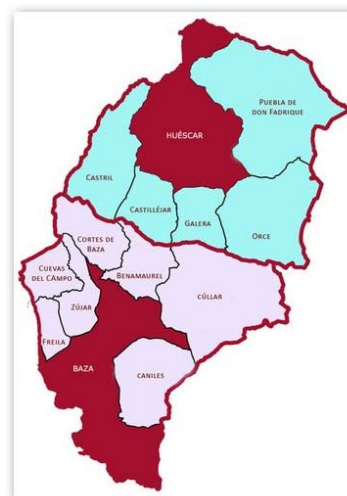 PUEBLA DE
DON FADRIQUE
HUÉSCAR
CASTRIL
CASTILLÉJAR
GALERA
ORCE
CORTES DE
BAZA
CUEVAS
DEL CAMPO
BENAMAUREL
ZÚJAR
CÚLLAR
FREILA
BAZA
CANILES